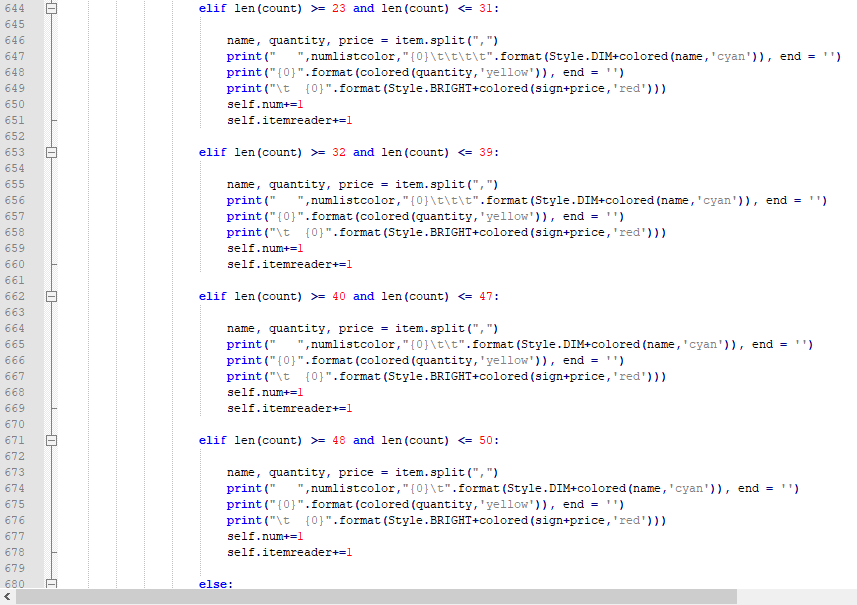 644 elif len(count) >= 23 and len(count) <= 31:
645
646 name, quantity, price = item.split(",")
647 print("   ",numlistcolor,"{0}\t\t\t\t".format(Style.DIM+colored(name,'cyan')), end = '')
648 print("{0}".format(colored(quantity,'yellow')), end = '')
649 print("\t  {0}".format(Style.BRIGHT+colored(sign+price,'red')))
650 self.num+=1
651 self.itemreader+=1
652
653 elif len(count) >= 32 and len(count) <= 39:
654
655 name, quantity, price = item.split(",")
656 print("   ",numlistcolor,"{0}\t\t\t".format(Style.DIM+colored(name,'cyan')), end = '')
657 print("{0}".format(colored(quantity,'yellow')), end = '')
658 print("\t  {0}".format(Style.BRIGHT+colored(sign+price,'red')))
659 self.num+=1
660 self.itemreader+=1
661
662 elif len(count) >= 40 and len(count) <= 47:
663
664 name, quantity, price = item.split(",")
665 print("   ",numlistcolor,"{0}\t\t".format(Style.DIM+colored(name,'cyan')), end = '')
666 print("{0}".format(colored(quantity,'yellow')), end = '')
667 print("\t  {0}".format(Style.BRIGHT+colored(sign+price,'red')))
668 self.num+=1
669 self.itemreader+=1
670
671 elif len(count) >= 48 and len(count) <= 50:
672
673 name, quantity, price = item.split(",")
674 print("   ",numlistcolor,"{0}\t".format(Style.DIM+colored(name,'cyan')), end = '')
675 print("{0}".format(colored(quantity,'yellow')), end = '')
676 print("\t  {0}".format(Style.BRIGHT+colored(sign+price,'red')))
677 self.num+=1
678 self.itemreader+=1
679
680 else: